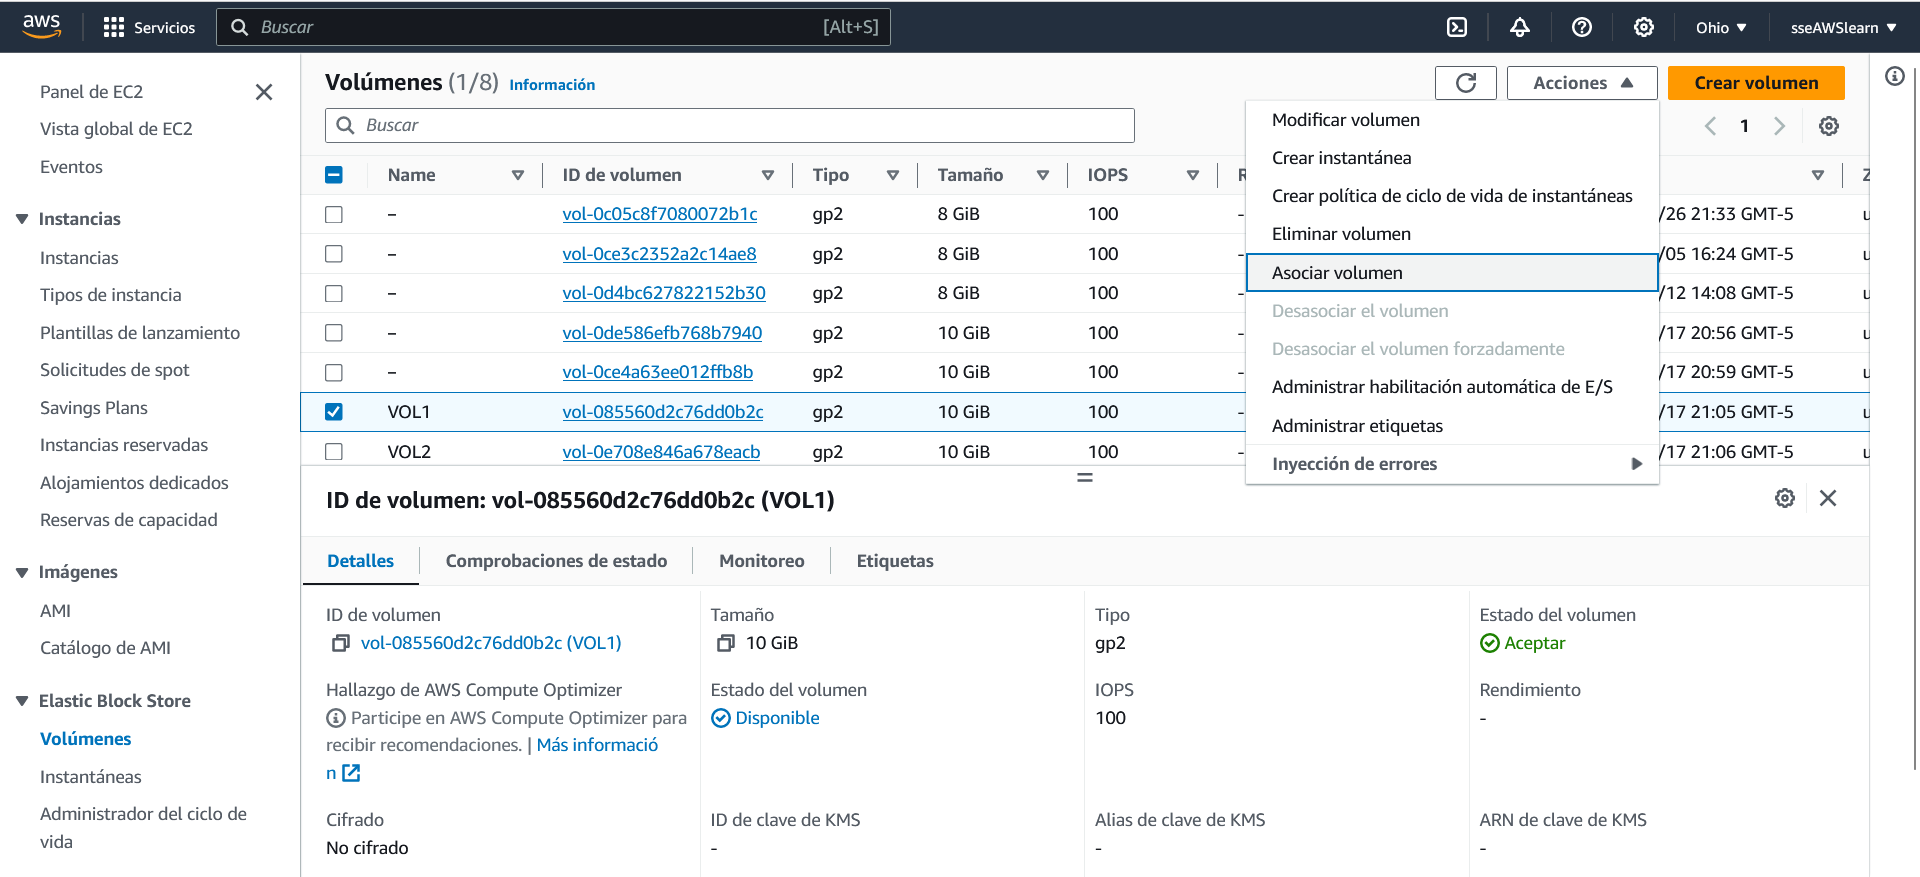 aws Servicios Buscar [Alt+S] Ohio sseAWSlearn
Panel de EC2
Vista global de EC2
Eventos
Instancias
Instancias
Tipos de instancia
Plantillas de lanzamiento
Solicitudes de spot
Savings Plans
Instancias reservadas
Alojamientos dedicados
Reservas de capacidad
Imágenes
AMI
Catálogo de AMI
Elastic Block Store
Volúmenes
Instantáneas
Administrador del ciclo de
vida
Volúmenes (1/8) Información
Acciones Crear volumen
Buscar
1
Name ID de volumen Tipo Tamaño IOPS
– vol-0c05c8f7080072b1c gp2 8 GiB 100 - /26 21:33 GMT-5
– vol-0ce3c2352a2c14ae8 gp2 8 GiB 100 - /05 16:24 GMT-5
– vol-0d4bc627822152b30 gp2 8 GiB 100 - /12 14:08 GMT-5
– vol-0de586efb768b7940 gp2 10 GiB 100 - /17 20:56 GMT-5
– vol-0ce4a63ee012ffb8b gp2 10 GiB 100 - /17 20:59 GMT-5
VOL1 vol-085560d2c76dd0b2c gp2 10 GiB 100 - /17 21:05 GMT-5
VOL2 vol-0e708e846a678eacb gp2 10 GiB 100 - /17 21:06 GMT-5
Modificar volumen
Crear instantánea
Crear política de ciclo de vida de instantáneas
Eliminar volumen
Asociar volumen
Desasociar el volumen
Desasociar el volumen forzadamente
Administrar habilitación automática de E/S
Administrar etiquetas
Inyección de errores
ID de volumen: vol-085560d2c76dd0b2c (VOL1)
Detalles Comprobaciones de estado Monitoreo Etiquetas
ID de volumen
vol-085560d2c76dd0b2c (VOL1)
Tamaño
10 GiB
Tipo
gp2
Estado del volumen
Aceptar
Hallazgo de AWS Compute Optimizer
Participe en AWS Compute Optimizer para
recibir recomendaciones. | Más informació
n
Estado del volumen
Disponible
IOPS
100
Rendimiento
-
Cifrado
No cifrado
ID de clave de KMS
-
Alias de clave de KMS
-
ARN de clave de KMS
-